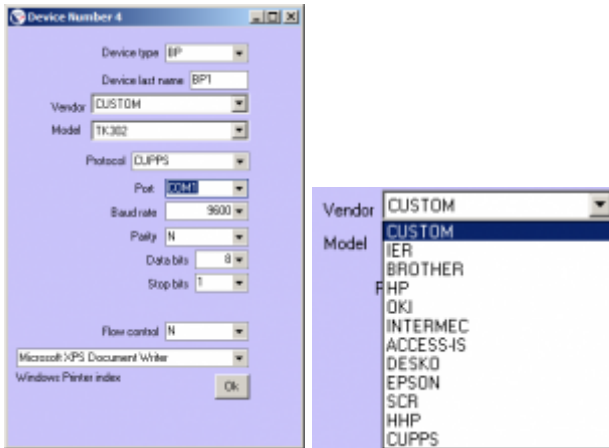 Device Number 4
Device type BP
Device last name BP1
Vendor CUSTOM
Model TK302
Protocol CUPPS
Port COM1
Baud rate 9600
Parity N
Data bits 8
Stop bits 1
Flow control N
Microsoft XPS Document Writer
Windows Printer index
Ok
Vendor CUSTOM
Model
CUSTOM
IER
BROTHER
HP
OKI
INTERMEC
ACCESS-IS
DESKO
EPSON
SCR
HHP
CUPPS